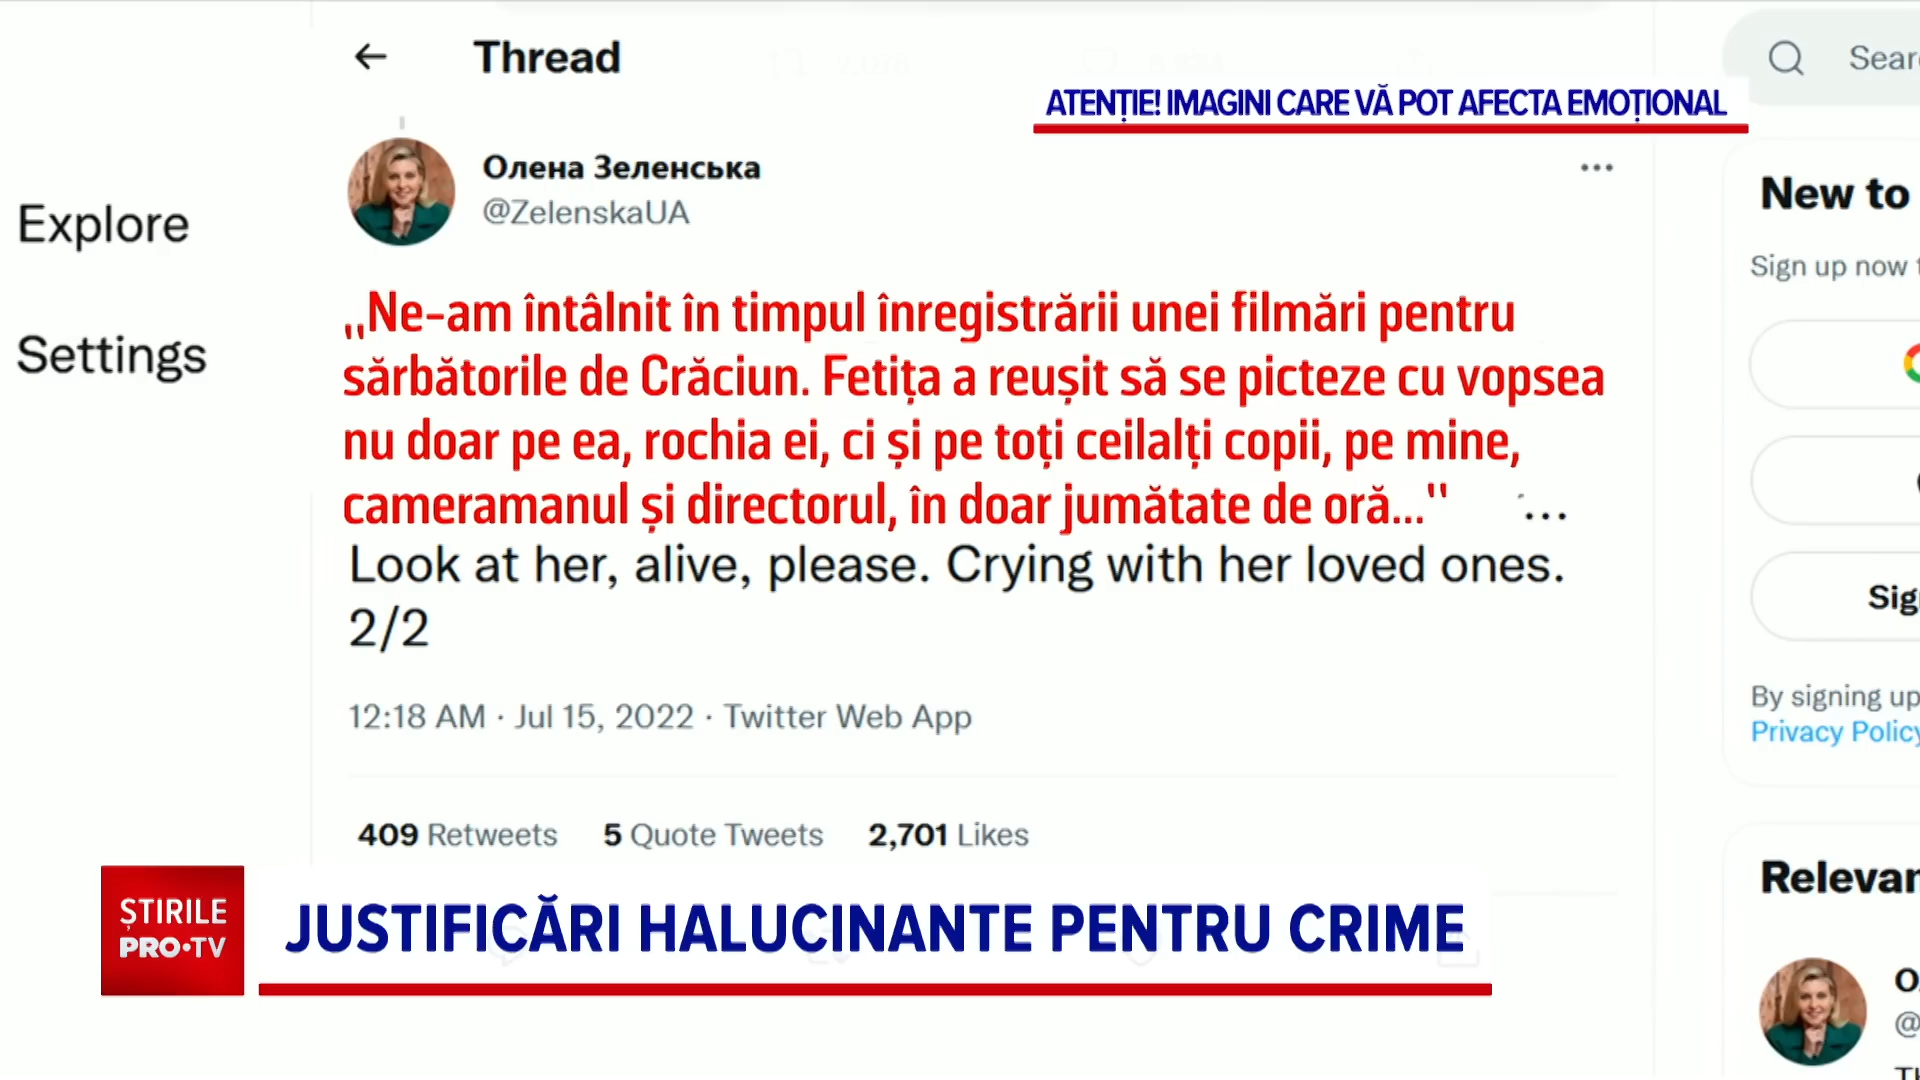 Thread
Sear
ATENȚIE! IMAGINI CARE VĂ POT AFECTA EMOȚIONAL
Олена Зеленська
@ZelenskaUA
Explore
Settings
„Ne-am întâlnit în timpul înregistrării unei filmări pentru
sărbătorile de Crăciun. Fetița a reușit să se picteze cu vopsea
nu doar pe ea, rochia ei, ci și pe toți ceilalți copii, pe mine,
cameramanul și directorul, în doar jumătate de oră..."
Look at her, alive, please. Crying with her loved ones.
2/2
12:18 AM · Jul 15, 2022 · Twitter Web App
409 Retweets 5 Quote Tweets 2,701 Likes
New to
Sign up now
Sig
By signing up
Privacy Policy
Relevan
ȘTIRILE
PRO•TV
JUSTIFICĂRI HALUCINANTE PENTRU CRIME